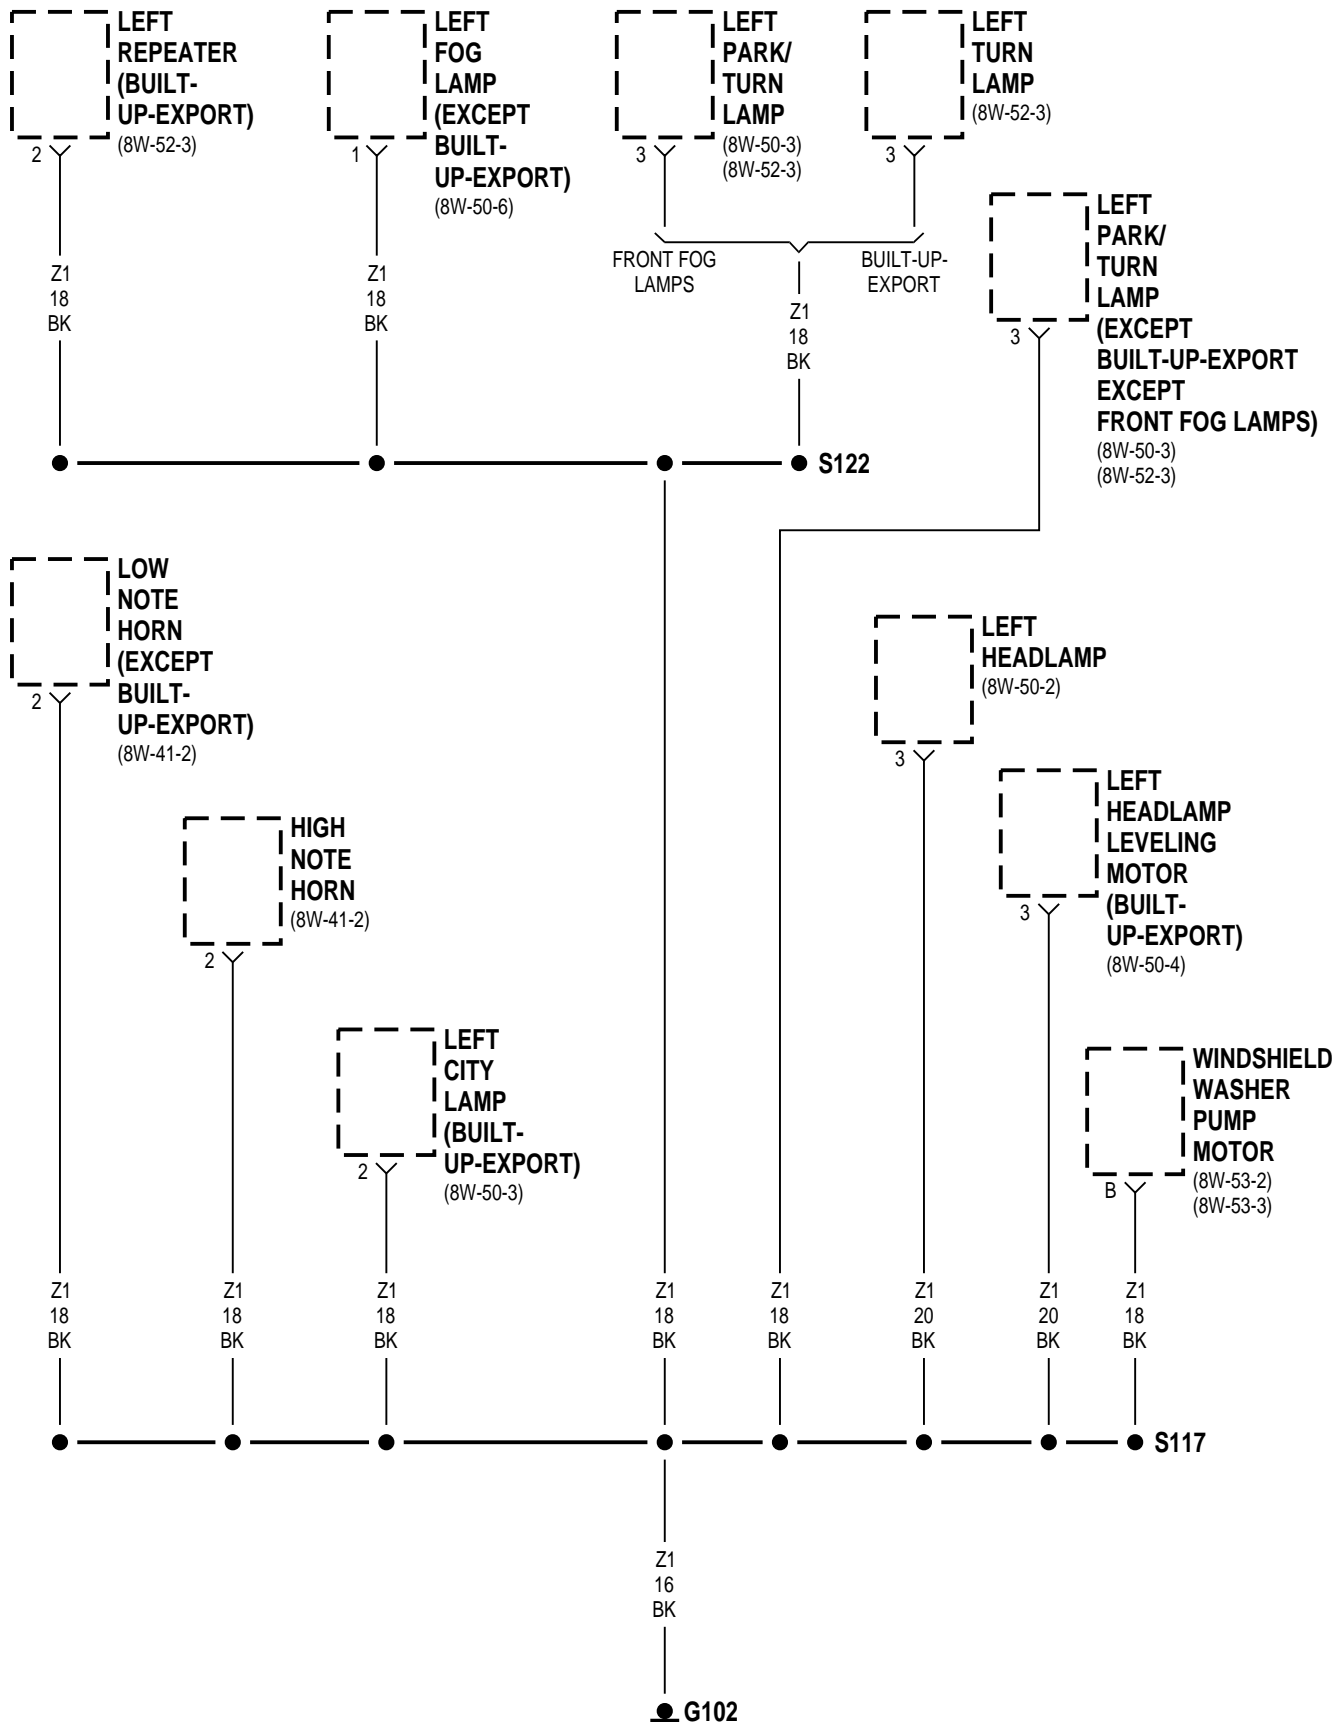 LEFT
REPEATER
(BUILT-
UP-EXPORT)
(8W-52-3)
2
Z1
18
BK
LEFT
FOG
LAMP
(EXCEPT
BUILT-
UP-EXPORT)
(8W-50-6)
1
Z1
18
BK
LEFT
PARK/
TURN
LAMP
(8W-50-3)
(8W-52-3)
3
FRONT FOG
LAMPS
LEFT
TURN
LAMP
(8W-52-3)
3
BUILT-UP-
EXPORT
Z1
18
BK
S122
LEFT
PARK/
TURN
LAMP
(EXCEPT
BUILT-UP-EXPORT
EXCEPT
FRONT FOG LAMPS)
(8W-50-3)
(8W-52-3)
3
LOW
NOTE
HORN
(EXCEPT
BUILT-
UP-EXPORT)
(8W-41-2)
2
HIGH
NOTE
HORN
(8W-41-2)
2
LEFT
CITY
LAMP
(BUILT-
UP-EXPORT)
(8W-50-3)
2
LEFT
HEADLAMP
(8W-50-2)
3
LEFT
HEADLAMP
LEVELING
MOTOR
(BUILT-
UP-EXPORT)
(8W-50-4)
3
WINDSHIELD
WASHER
PUMP
MOTOR
(8W-53-2)
(8W-53-3)
B
Z1
18
BK
Z1
18
BK
Z1
18
BK
Z1
18
BK
Z1
18
BK
Z1
20
BK
Z1
20
BK
Z1
18
BK
S117
Z1
16
BK
G102